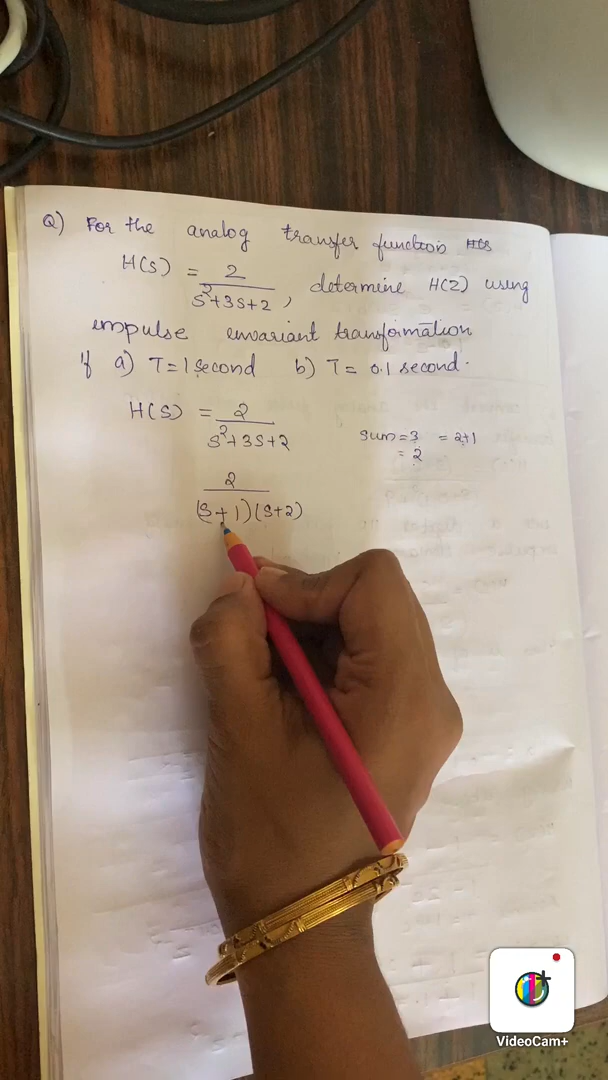 Q) For the analog transfer function H(s
H(S) = 2 / S²+3S+2 , determine H(Z) using
impulse invariant transformation
if a) T=1 second b) T= 0.1 second.
H(S) = 2 / S²+3S+2
sum = 3 = 2+1
= 2
2 / (S+1)(S+2)
VideoCam+